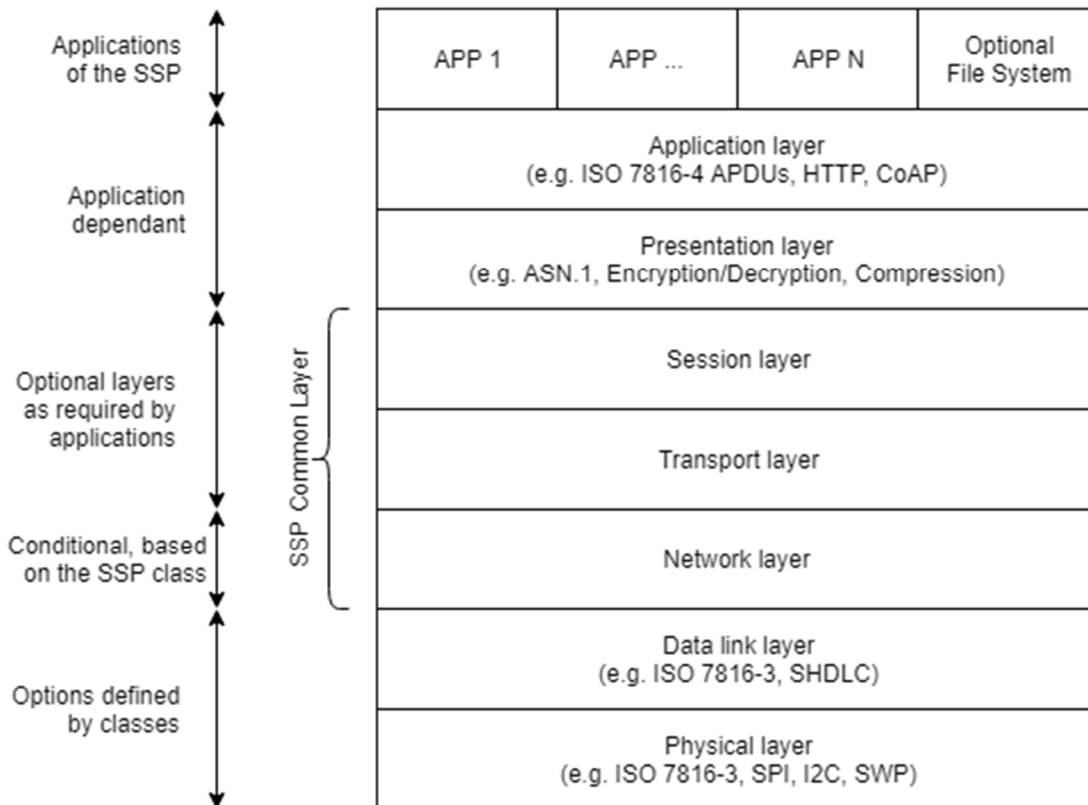 Applications
of the SSP
APP 1
APP ...
APP N
Optional
File System
Application
dependant
Application layer
(e.g. ISO 7816-4 APDUs, HTTP, CoAP)
Presentation layer
(e.g. ASN.1, Encryption/Decryption, Compression)
Optional layers
as required by
applications
SSP Common Layer
Session layer
Transport layer
Conditional, based
on the SSP class
Network layer
Options defined
by classes
Data link layer
(e.g. ISO 7816-3, SHDLC)
Physical layer
(e.g. ISO 7816-3, SPI, I2C, SWP)